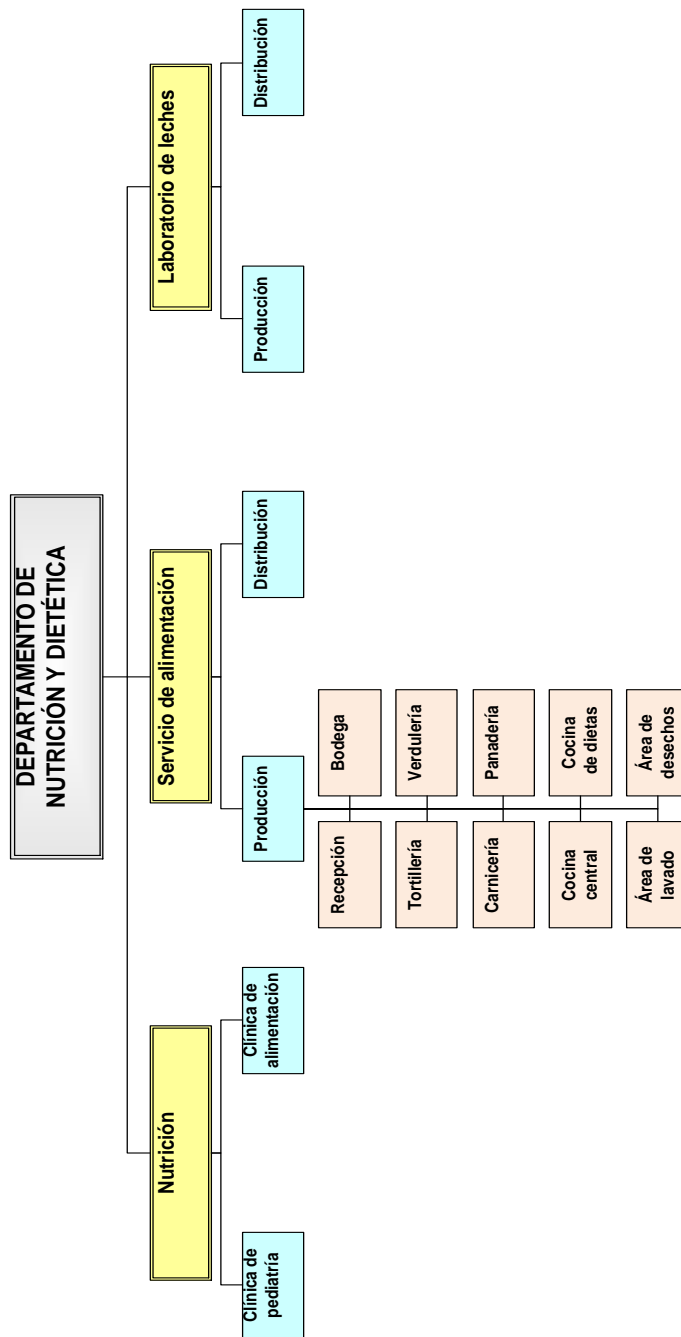 DEPARTAMENTO DE
NUTRICIÓN Y DIETÉTICA
Nutrición
Servicio de alimentación
Laboratorio de leches
Clínica de
pediatría
Clínica de
alimentación
Producción
Distribución
Producción
Distribución
Recepción
Bodega
Tortillería
Verdulería
Carnicería
Panadería
Cocina
central
Cocina
de dietas
Área de
lavado
Área de
desechos